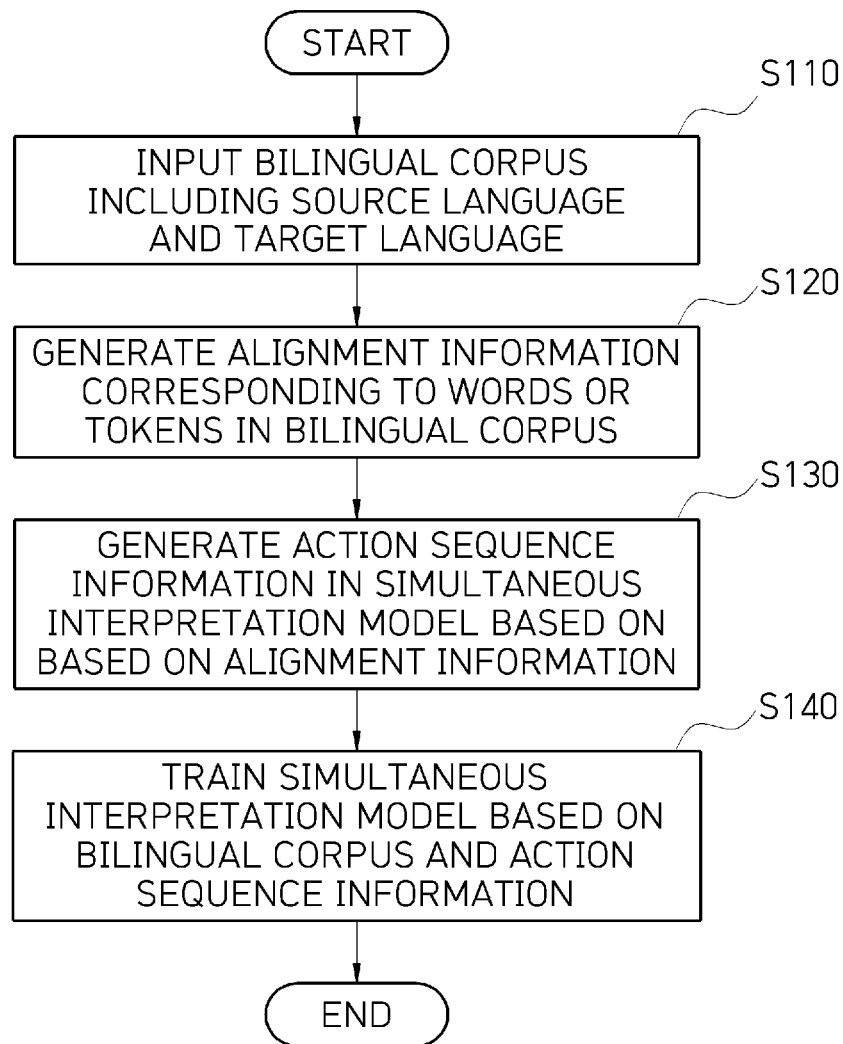 START
S110
INPUT BILINGUAL CORPUS
INCLUDING SOURCE LANGUAGE
AND TARGET LANGUAGE
S120
GENERATE ALIGNMENT INFORMATION
CORRESPONDING TO WORDS OR
TOKENS IN BILINGUAL CORPUS
S130
GENERATE ACTION SEQUENCE
INFORMATION IN SIMULTANEOUS
INTERPRETATION MODEL BASED ON
BASED ON ALIGNMENT INFORMATION
S140
TRAIN SIMULTANEOUS
INTERPRETATION MODEL BASED ON
BILINGUAL CORPUS AND ACTION
SEQUENCE INFORMATION
END